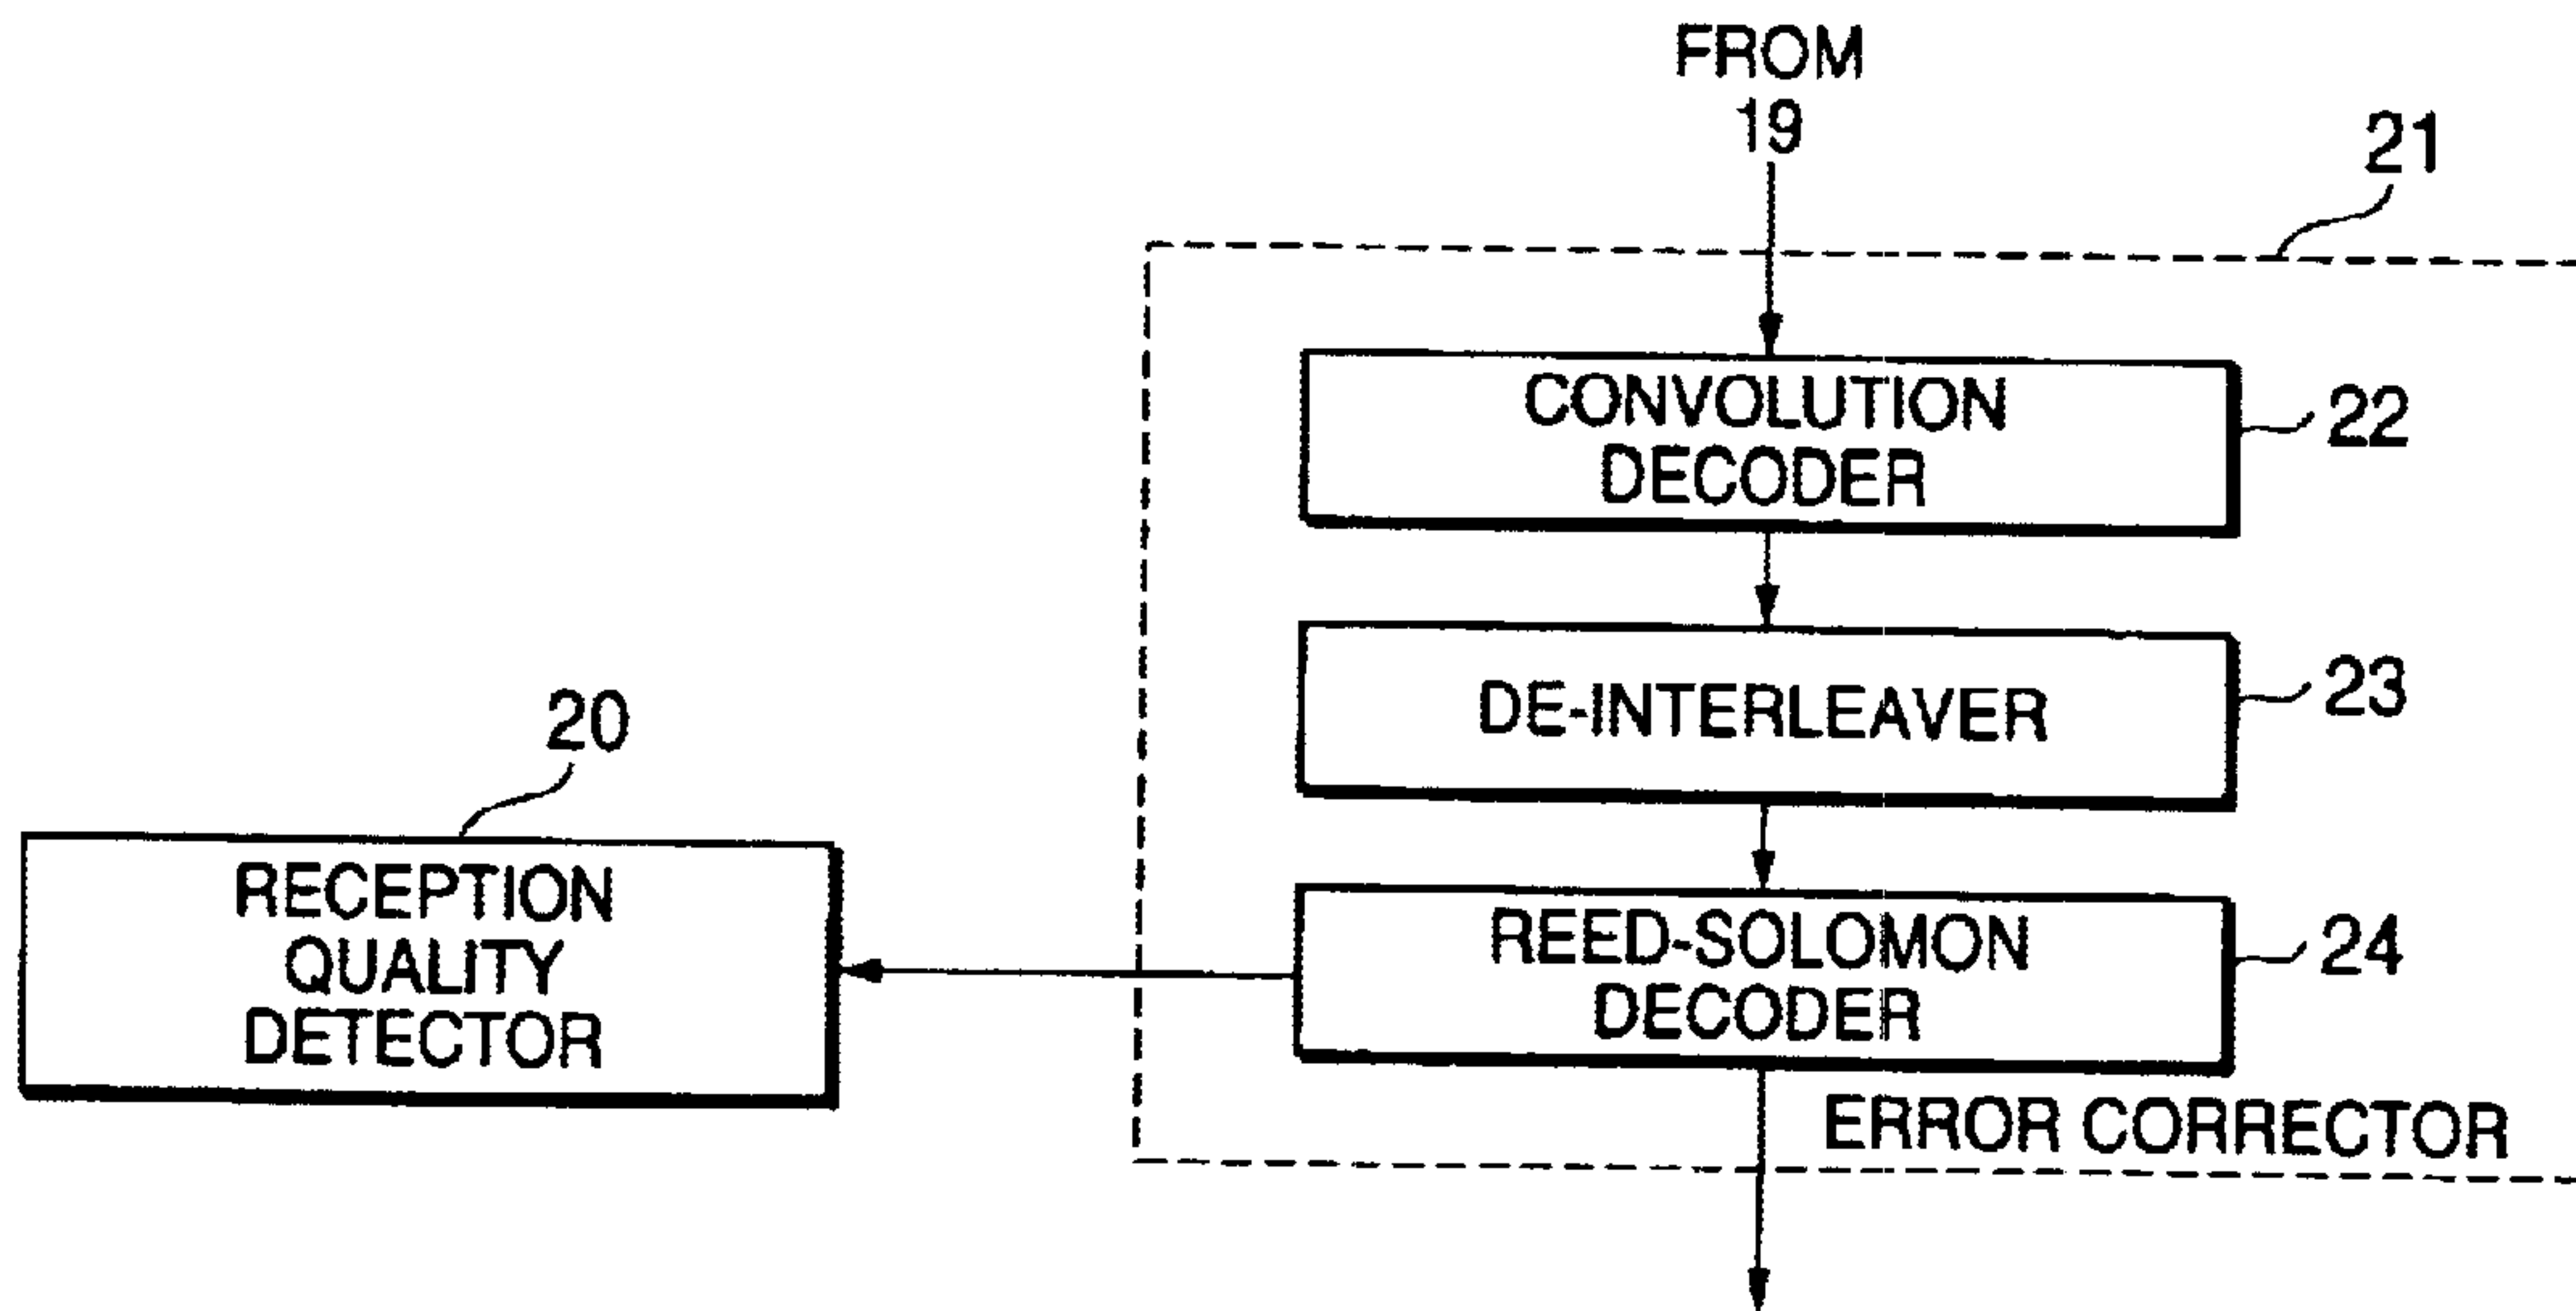 FROM
19
21
CONVOLUTION
DECODER
22
DE-INTERLEAVER
23
20
RECEPTION
QUALITY
DETECTOR
REED-SOLOMON
DECODER
24
ERROR CORRECTOR